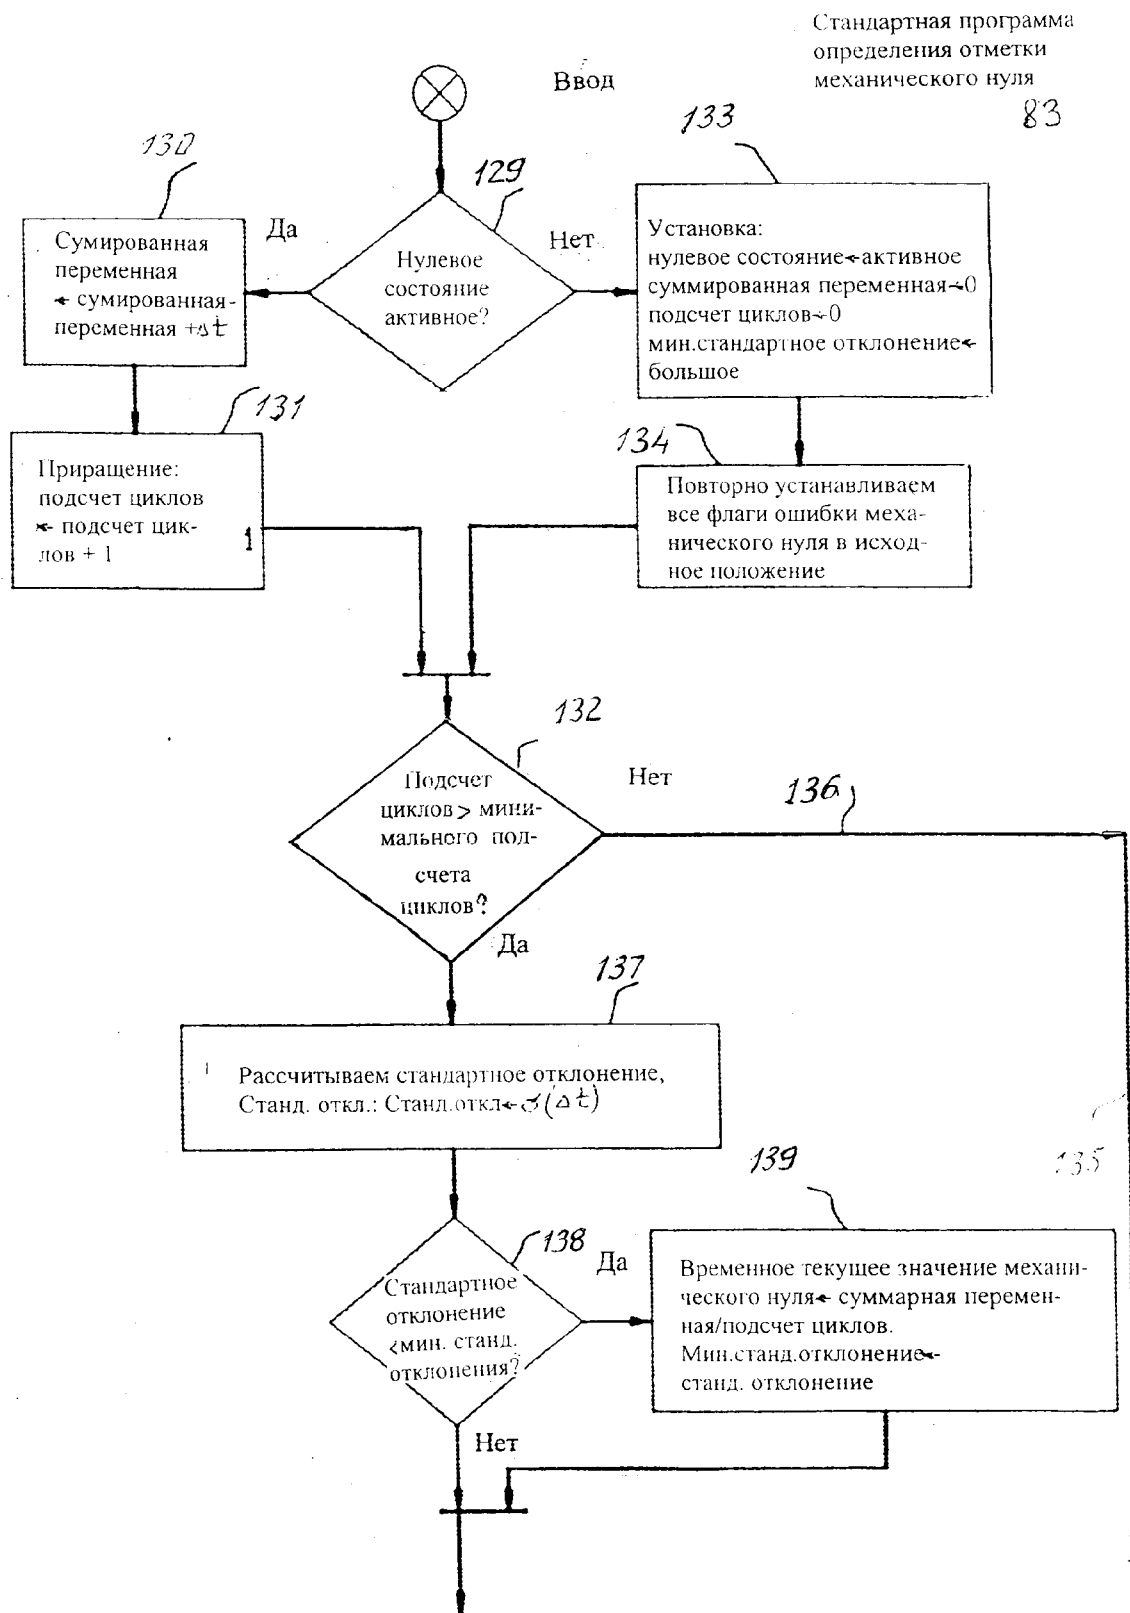 Стандартная программа
определения отметки
механического нуля
83
Ввод
129
Нулевое
состояние
активное?
Да
Нет
130
Сумированная
переменная
← сумированная-
переменная +Δt
133
Установка:
нулевое состояние←активное
суммированная переменная←0
подсчет циклов←0
мин.стандартное отклонение←
большое
131
Приращение:
подсчет циклов
← подсчет цик-
лов + 1
1
134
Повторно устанавливаем
все флаги ошибки меха-
нического нуля в исход-
ное положение
132
Подсчет
циклов > мини-
мального под-
счета
циклов?
Нет
136
Да
137
Рассчитываем стандартное отклонение,
Станд. откл.: Станд.откл←σ(Δt)
135
138
Стандартное
отклонение
<мин. станд.
отклонения?
Да
139
Временное текущее значение механи-
ческого нуля← суммарная перемен-
ная/подсчет циклов.
Мин.станд.отклонение←
станд. отклонение
Нет